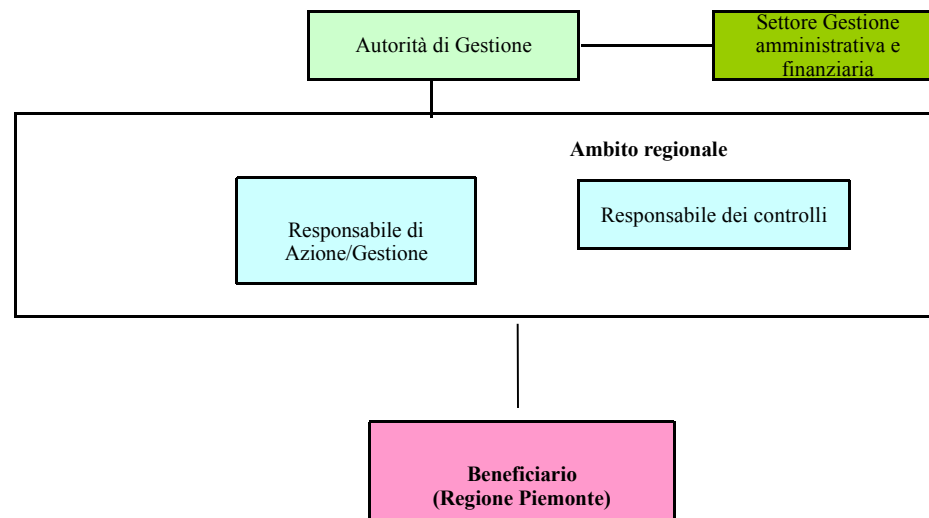 Autorità di Gestione
Settore Gestione
amministrativa e
finanziaria
Ambito regionale
Responsabile di
Azione/Gestione
Responsabile dei controlli
Beneficiario
(Regione Piemonte)